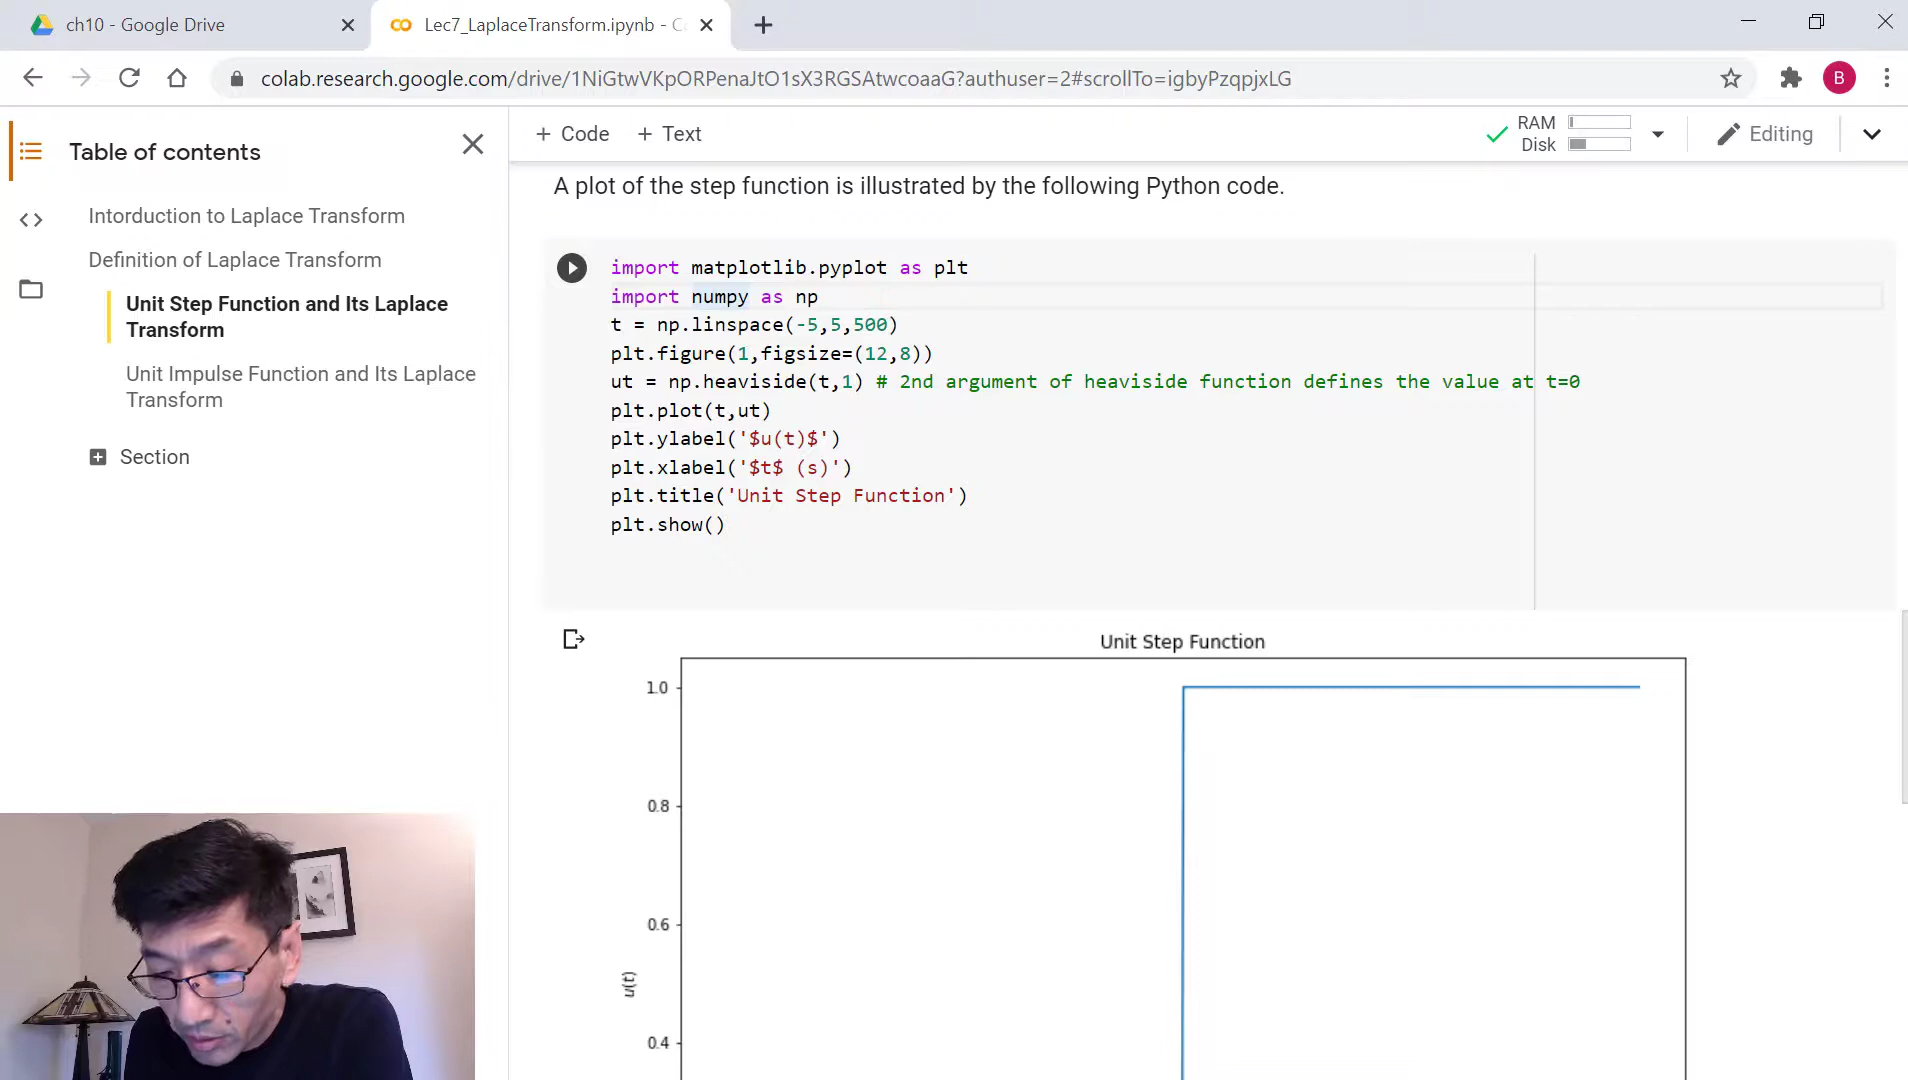 ch10 - Google Drive
Lec7_LaplaceTransform.ipynb - C
colab.research.google.com/drive/1NiGtwVKpORPenaJtO1sX3RGSAtwcoaaG?authuser=2#scrollTo=igbyPzqpjxLG
B
Table of contents
Intorduction to Laplace Transform
Definition of Laplace Transform
Unit Step Function and Its Laplace
Transform
Unit Impulse Function and Its Laplace
Transform
Section
+ Code + Text
RAM
Disk
Editing
A plot of the step function is illustrated by the following Python code.
import matplotlib.pyplot as plt
import numpy as np
t = np.linspace(-5,5,500)
plt.figure(1,figsize=(12,8))
ut = np.heaviside(t,1) # 2nd argument of heaviside function defines the value at t=0
plt.plot(t,ut)
plt.ylabel('$u(t)$')
plt.xlabel('$t$ (s)')
plt.title('Unit Step Function')
plt.show()
Unit Step Function
1.0
0.8
0.6
u(t)
0.4